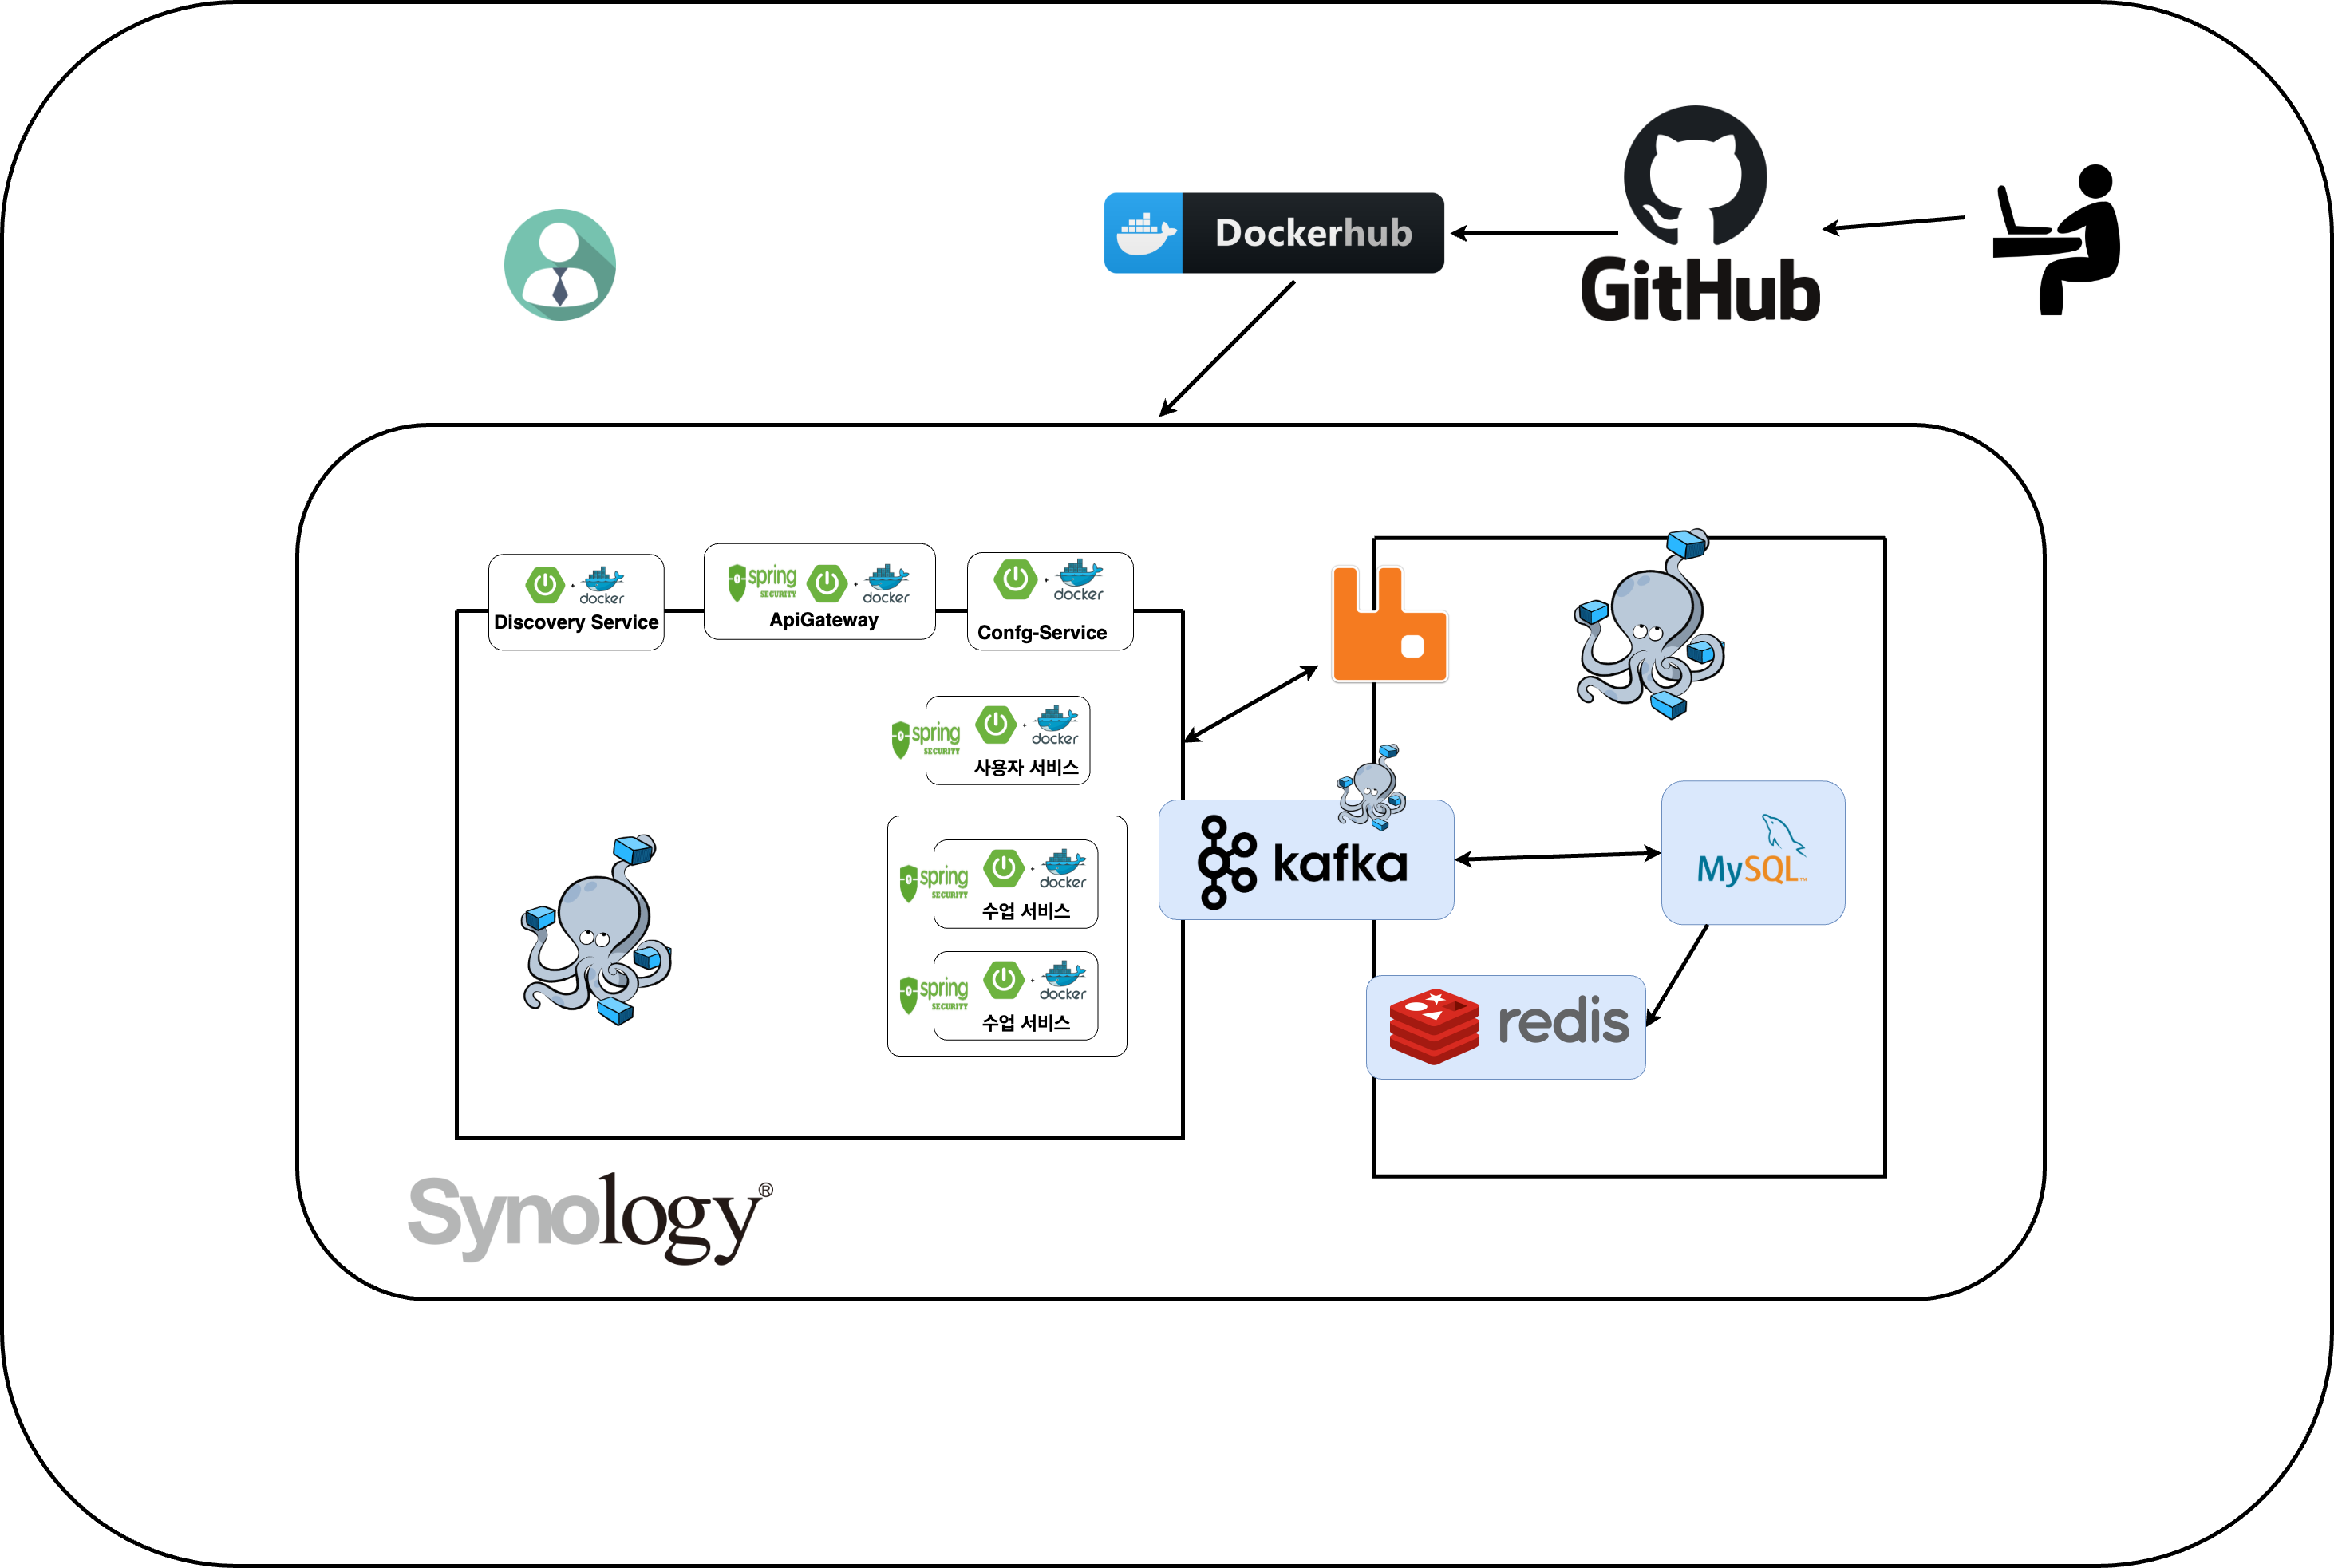 Dockerhub
GitHub
docker
Discovery Service
spring
SECURITY
docker
ApiGateway
docker
Confg-Service
spring
SECURITY
docker
사용자 서비스
kafka
MySQL™
spring
SECURITY
docker
수업 서비스
spring
SECURITY
docker
수업 서비스
redis
Synology®